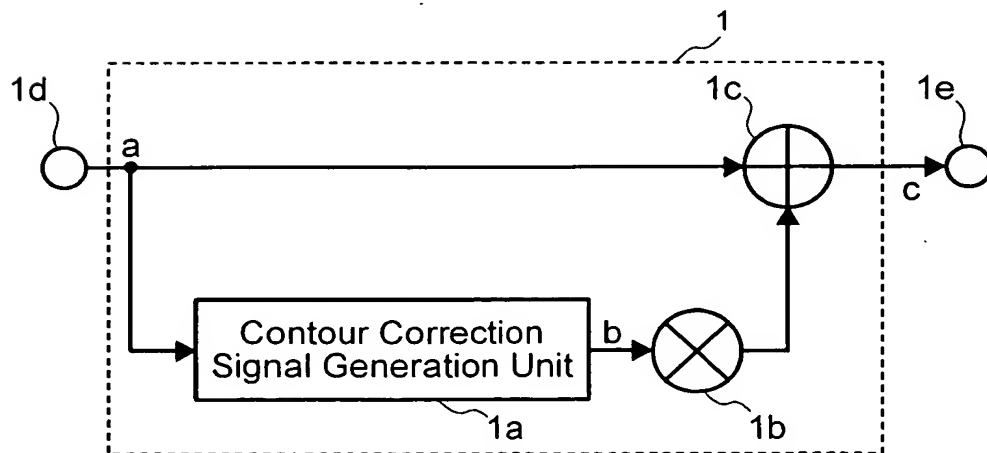 1
1d
1c
1e
a
c
Contour Correction
Signal Generation Unit
b
1a
1b